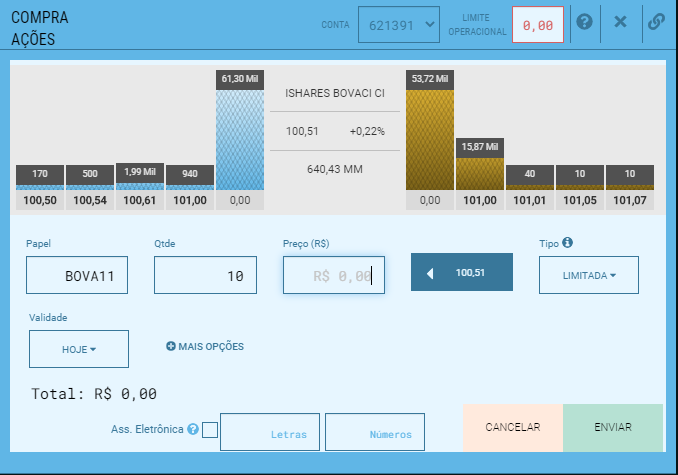 COMPRA
AÇÕES
CONTA
621391
LIMITE
OPERACIONAL
0,00
170 500 1,99 Mil 940 61,30 Mil
100,50 100,54 100,61 101,00 0,00
ISHARES BOVACI CI
100,51 +0,22%
640,43 MM
53,72 Mil 15,87 Mil 40 10 10
0,00 101,00 101,01 101,05 101,07
Papel Qtde Preço (R$) Tipo
BOVA11 10 R$ 0,00 100,51 LIMITADA
Validade
HOJE MAIS OPÇÕES
Total: R$ 0,00
Ass. Eletrônica ? Letras Números
CANCELAR ENVIAR